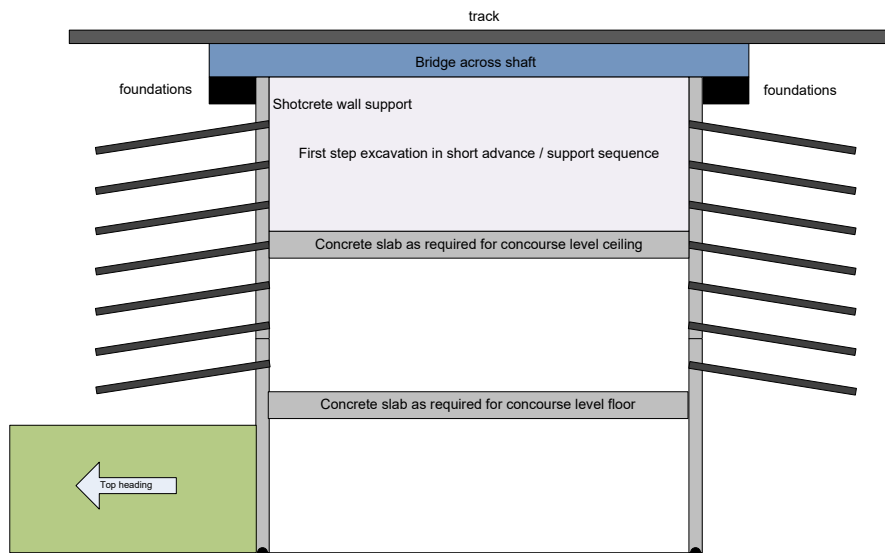 track
Bridge across shaft
foundations
foundations
Shotcrete wall support
First step excavation in short advance / support sequence
Concrete slab as required for concourse level ceiling
Concrete slab as required for concourse level floor
Top heading